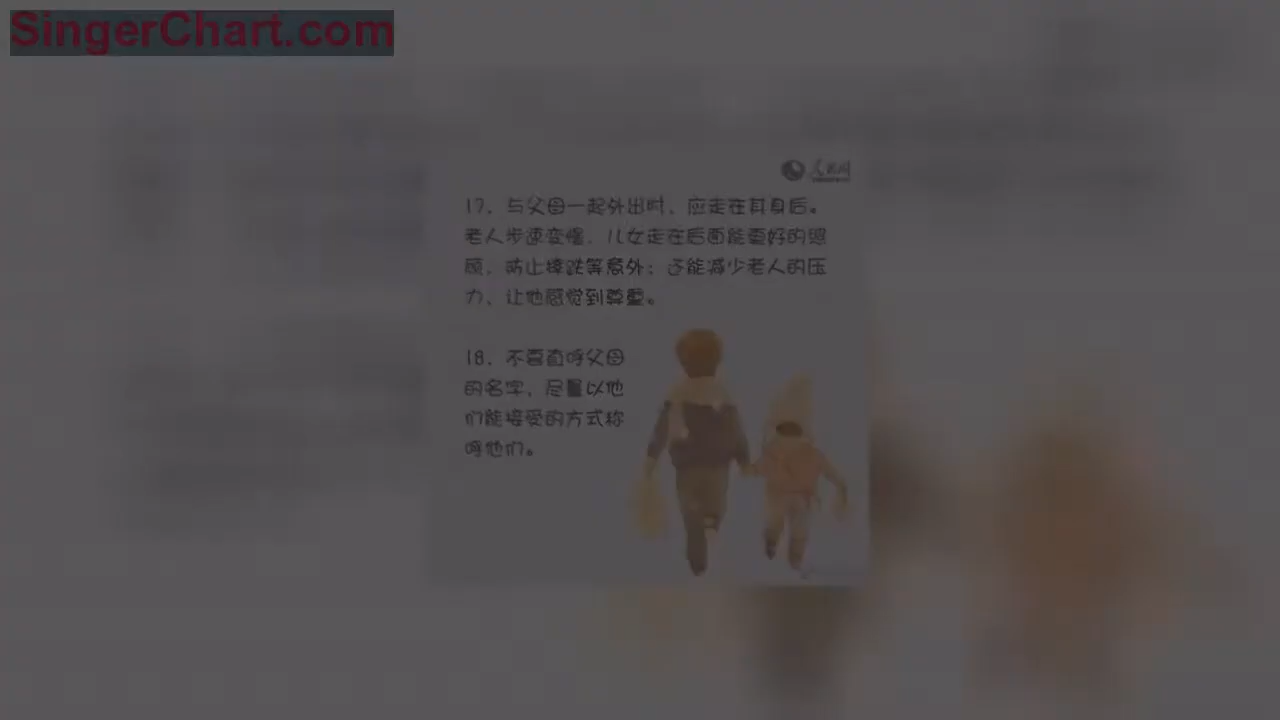 SingerChart.com
人民网
17、与父母一起外出时，应走在其身后。
老人步速变慢，儿女走在后面能更好的照
顾，防止摔跌等意外；还能减少老人的压
力，让他感觉到尊重。
18、不要直呼父母
的名字，尽量以他
们能接受的方式称
呼他们。